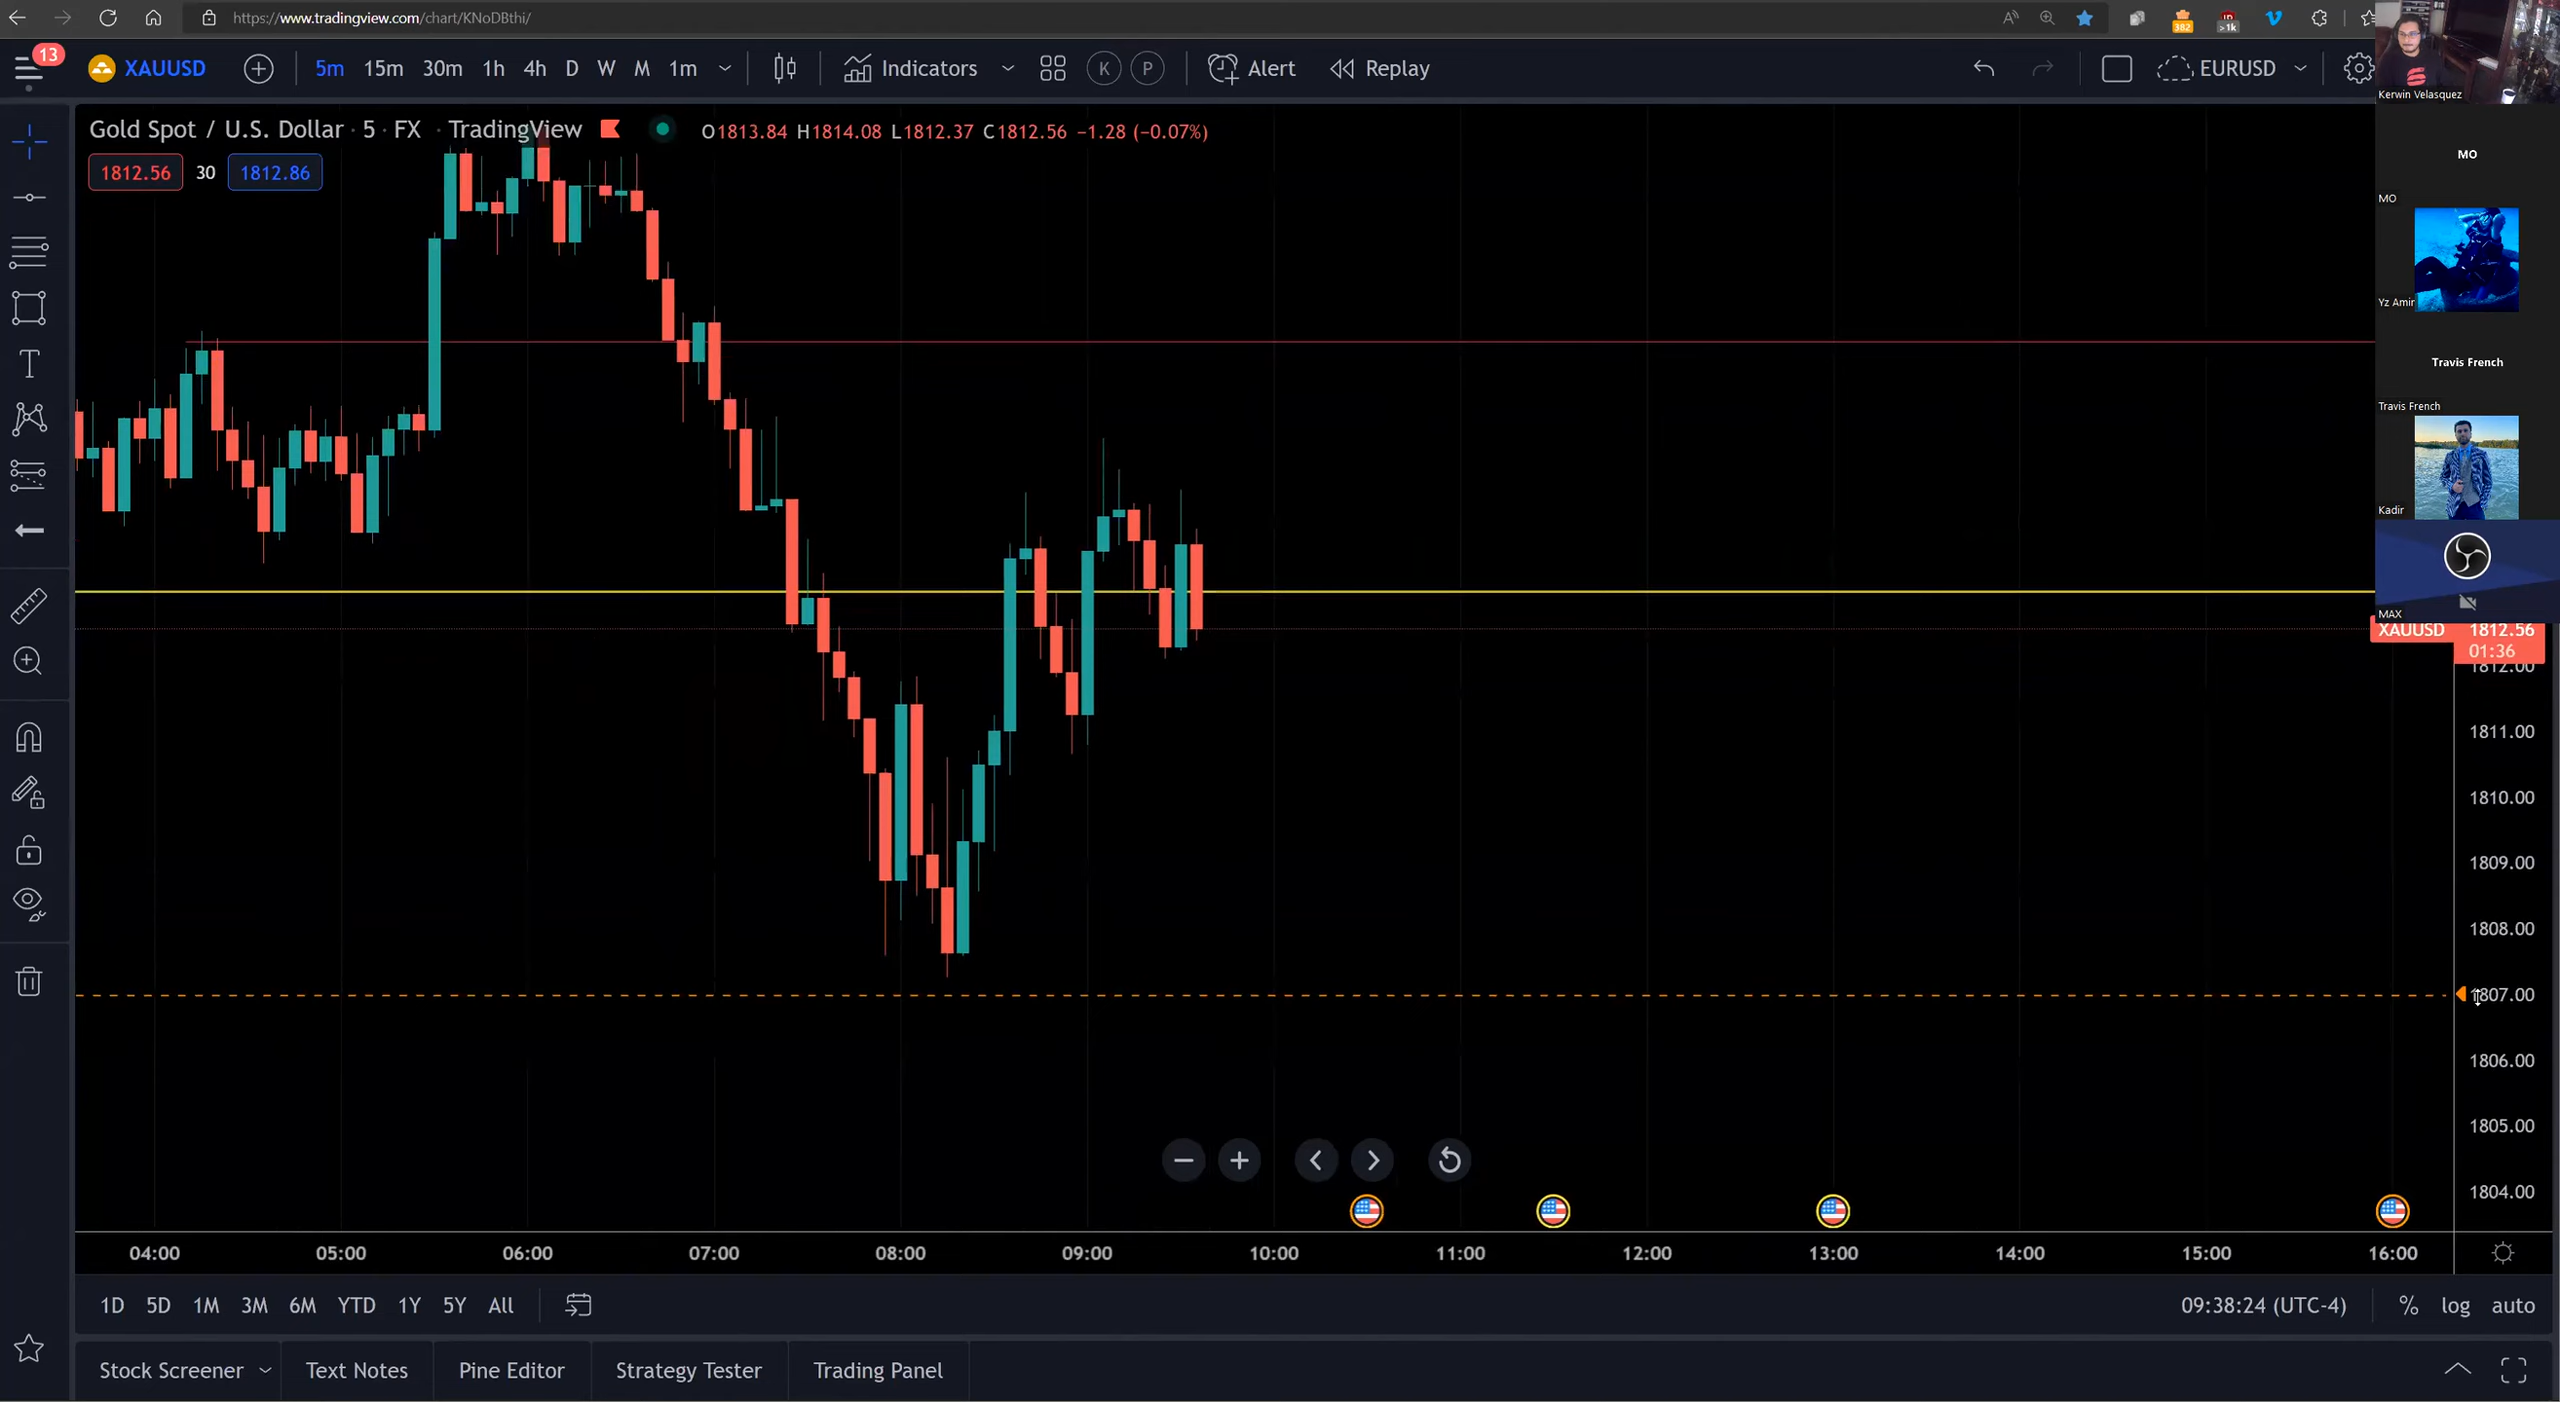 https://www.tradingview.com/chart/KNoDBthi/
382
>1k
13
XAUUSD
5m 15m 30m 1h 4h D W M 1m
Indicators
K
P
Alert
Replay
EURUSD
Kerwin Velasquez
Gold Spot / U.S. Dollar · 5 · FX · TradingView
O1813.84 H1814.08 L1812.37 C1812.56 −1.28 (−0.07%)
1812.56 30 1812.86
MO
MO
Yz Amir
Travis French
Travis French
Kadir
MAX
XAUUSD 1812.56
01:36
1812.00
1811.00
1810.00
1809.00
1808.00
1807.00
1806.00
1805.00
1804.00
04:00 05:00 06:00 07:00 08:00 09:00 10:00 11:00 12:00 13:00 14:00 15:00 16:00
1D 5D 1M 3M 6M YTD 1Y 5Y All
09:38:24 (UTC-4)
% log auto
Stock Screener Text Notes Pine Editor Strategy Tester Trading Panel